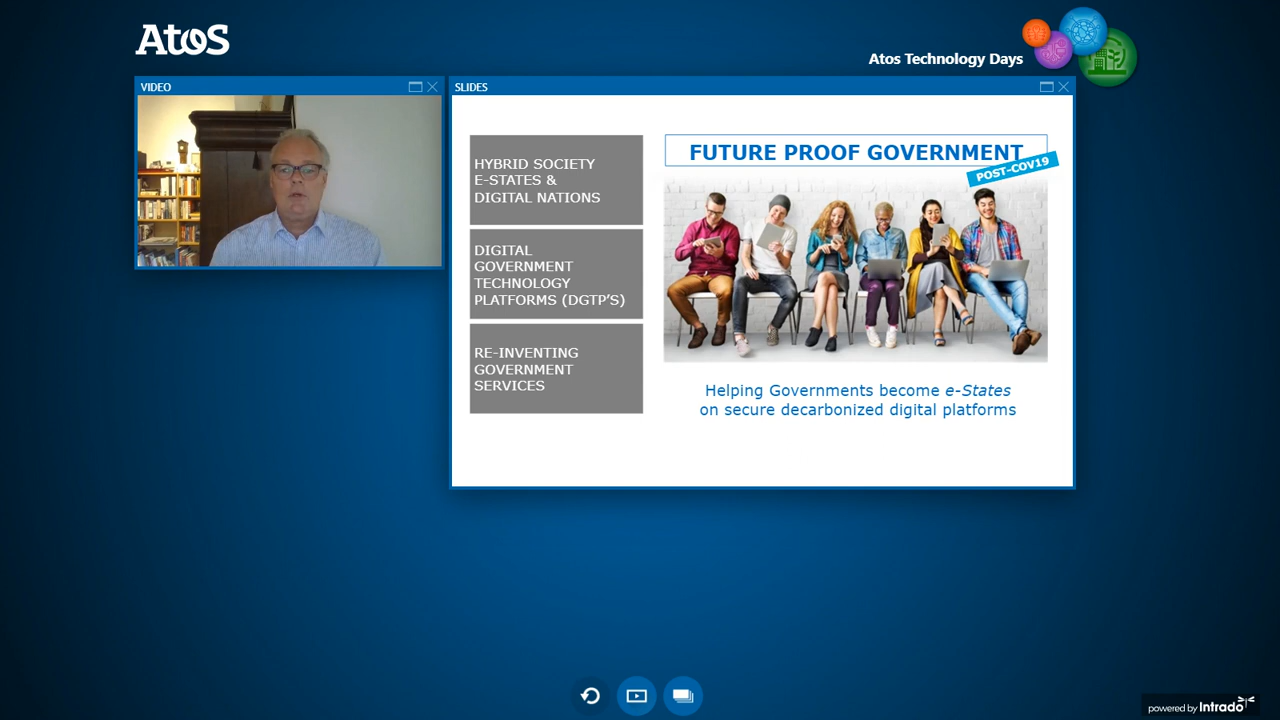 Atos
Atos Technology Days
VIDEO
SLIDES
HYBRID SOCIETY
E-STATES &
DIGITAL NATIONS
DIGITAL
GOVERNMENT
TECHNOLOGY
PLATFORMS (DGTP’S)
RE-INVENTING
GOVERNMENT
SERVICES
FUTURE PROOF GOVERNMENT
POST-COV19
Helping Governments become e-States
on secure decarbonized digital platforms
powered by Intrado